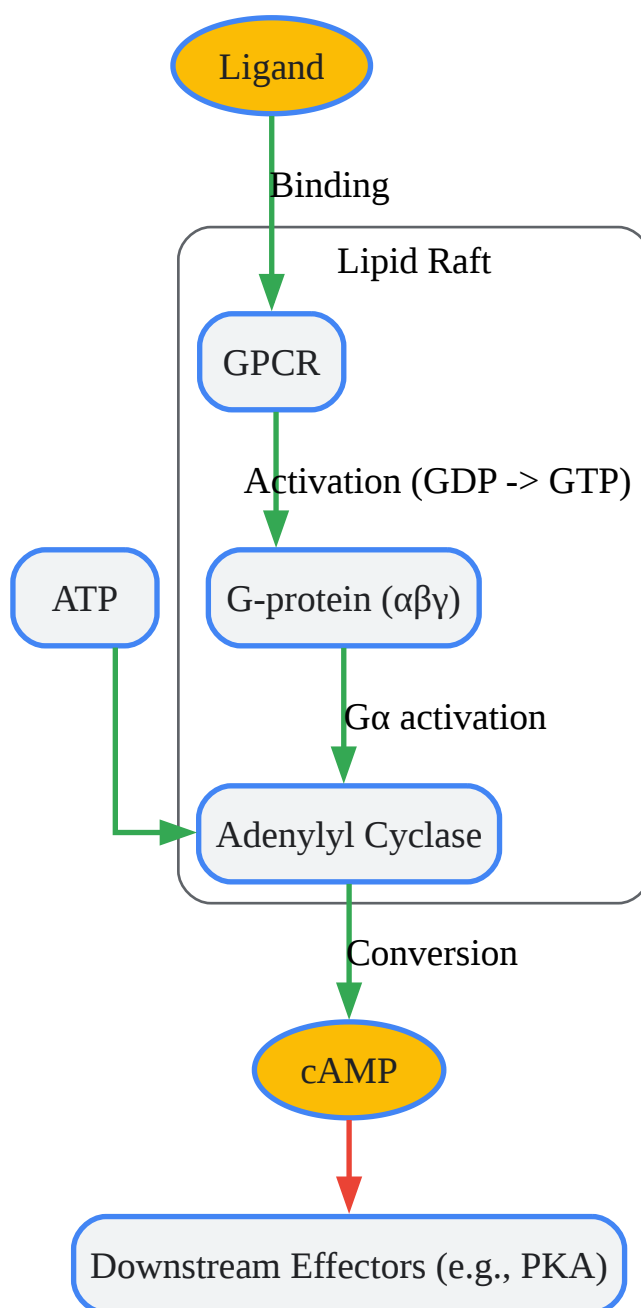 Ligand
Binding
Lipid Raft
GPCR
Activation (GDP -> GTP)
ATP
G-protein (αβγ)
Gα activation
Adenylyl Cyclase
Conversion
cAMP
Downstream Effectors (e.g., PKA)